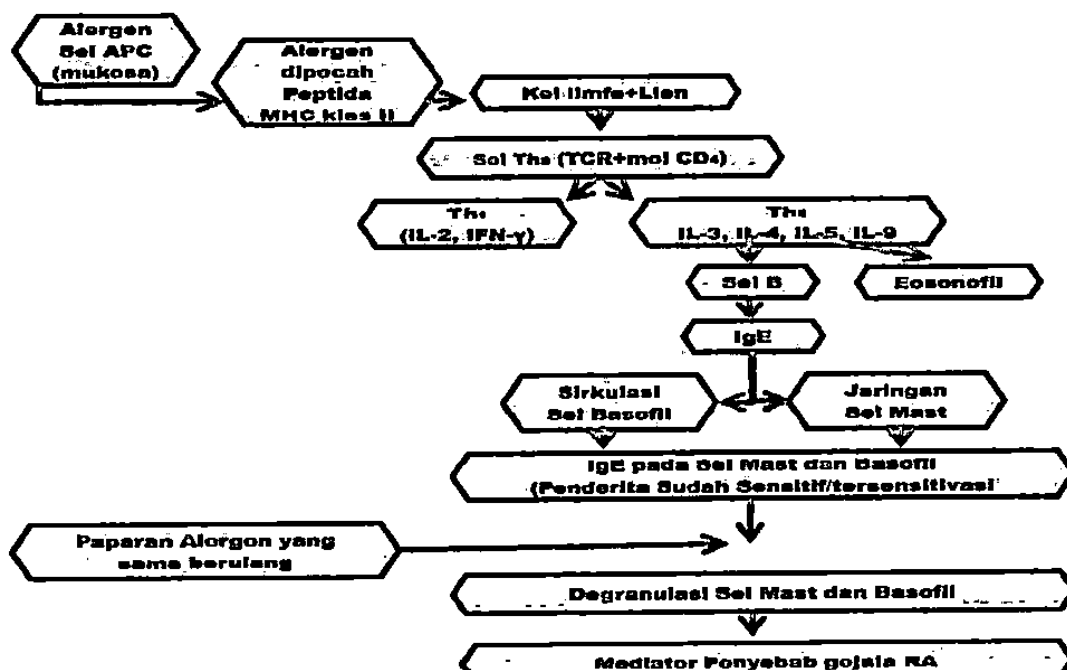 Alergen
Sel APC
(mukosa)
Alergen
dipecah
Peptida
MHC klas II
Kel limfe+Lien
Sel Th₀ (TCR+mol CD₄)
Th₁
(IL-2, IFN-γ)
Th₂
IL-3, IL-4, IL-5, IL-9
Sel B
Eosonofil
IgE
Sirkulasi
Sel Basofil
Jaringan
Sel Mast
IgE pada Sel Mast dan Basofil
(Penderita Sudah Sensitif/tersensitivasi
Paparan Alergen yang
sama berulang
Degranulasi Sel Mast dan Basofil
Mediator Penyebab gejala RA